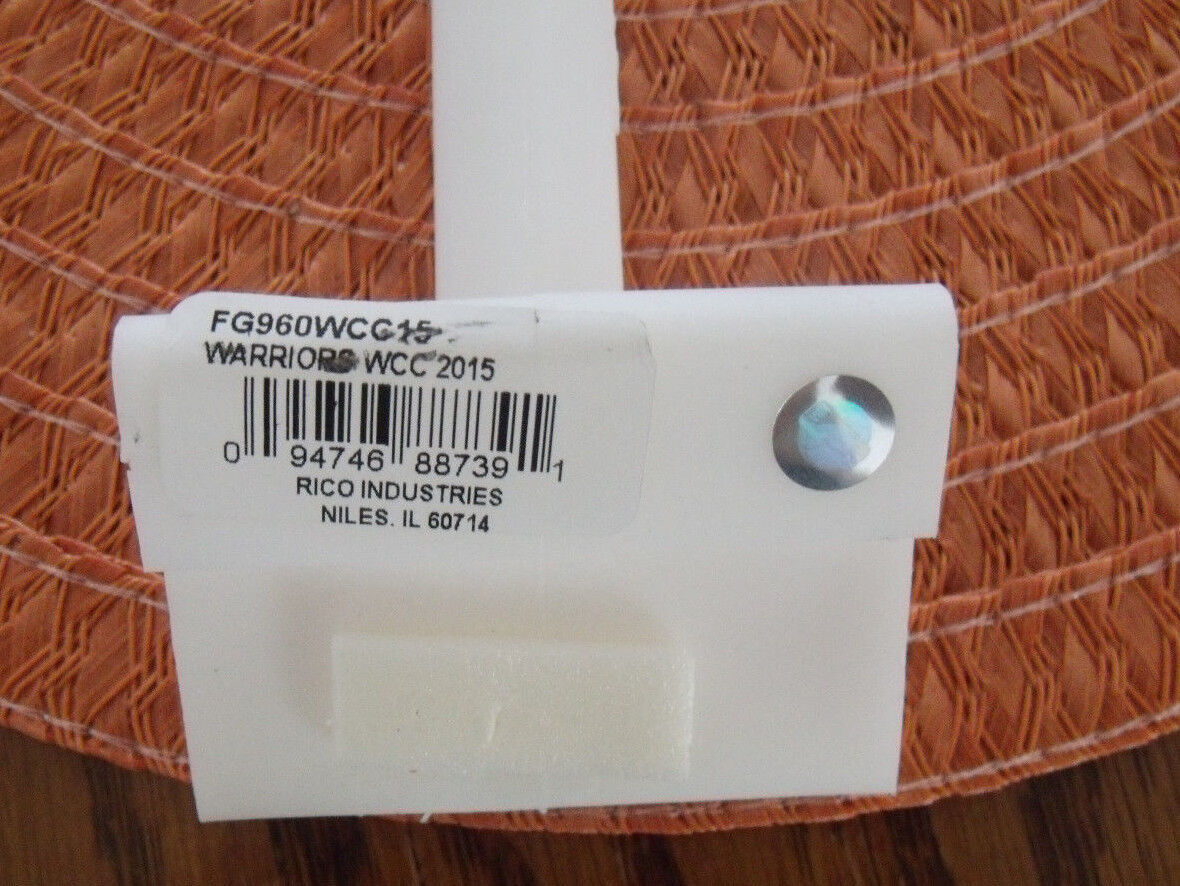 FG960WCC15
WARRIORS WCC 2015
0 94746 88739 1
RICO INDUSTRIES
NILES. IL 60714